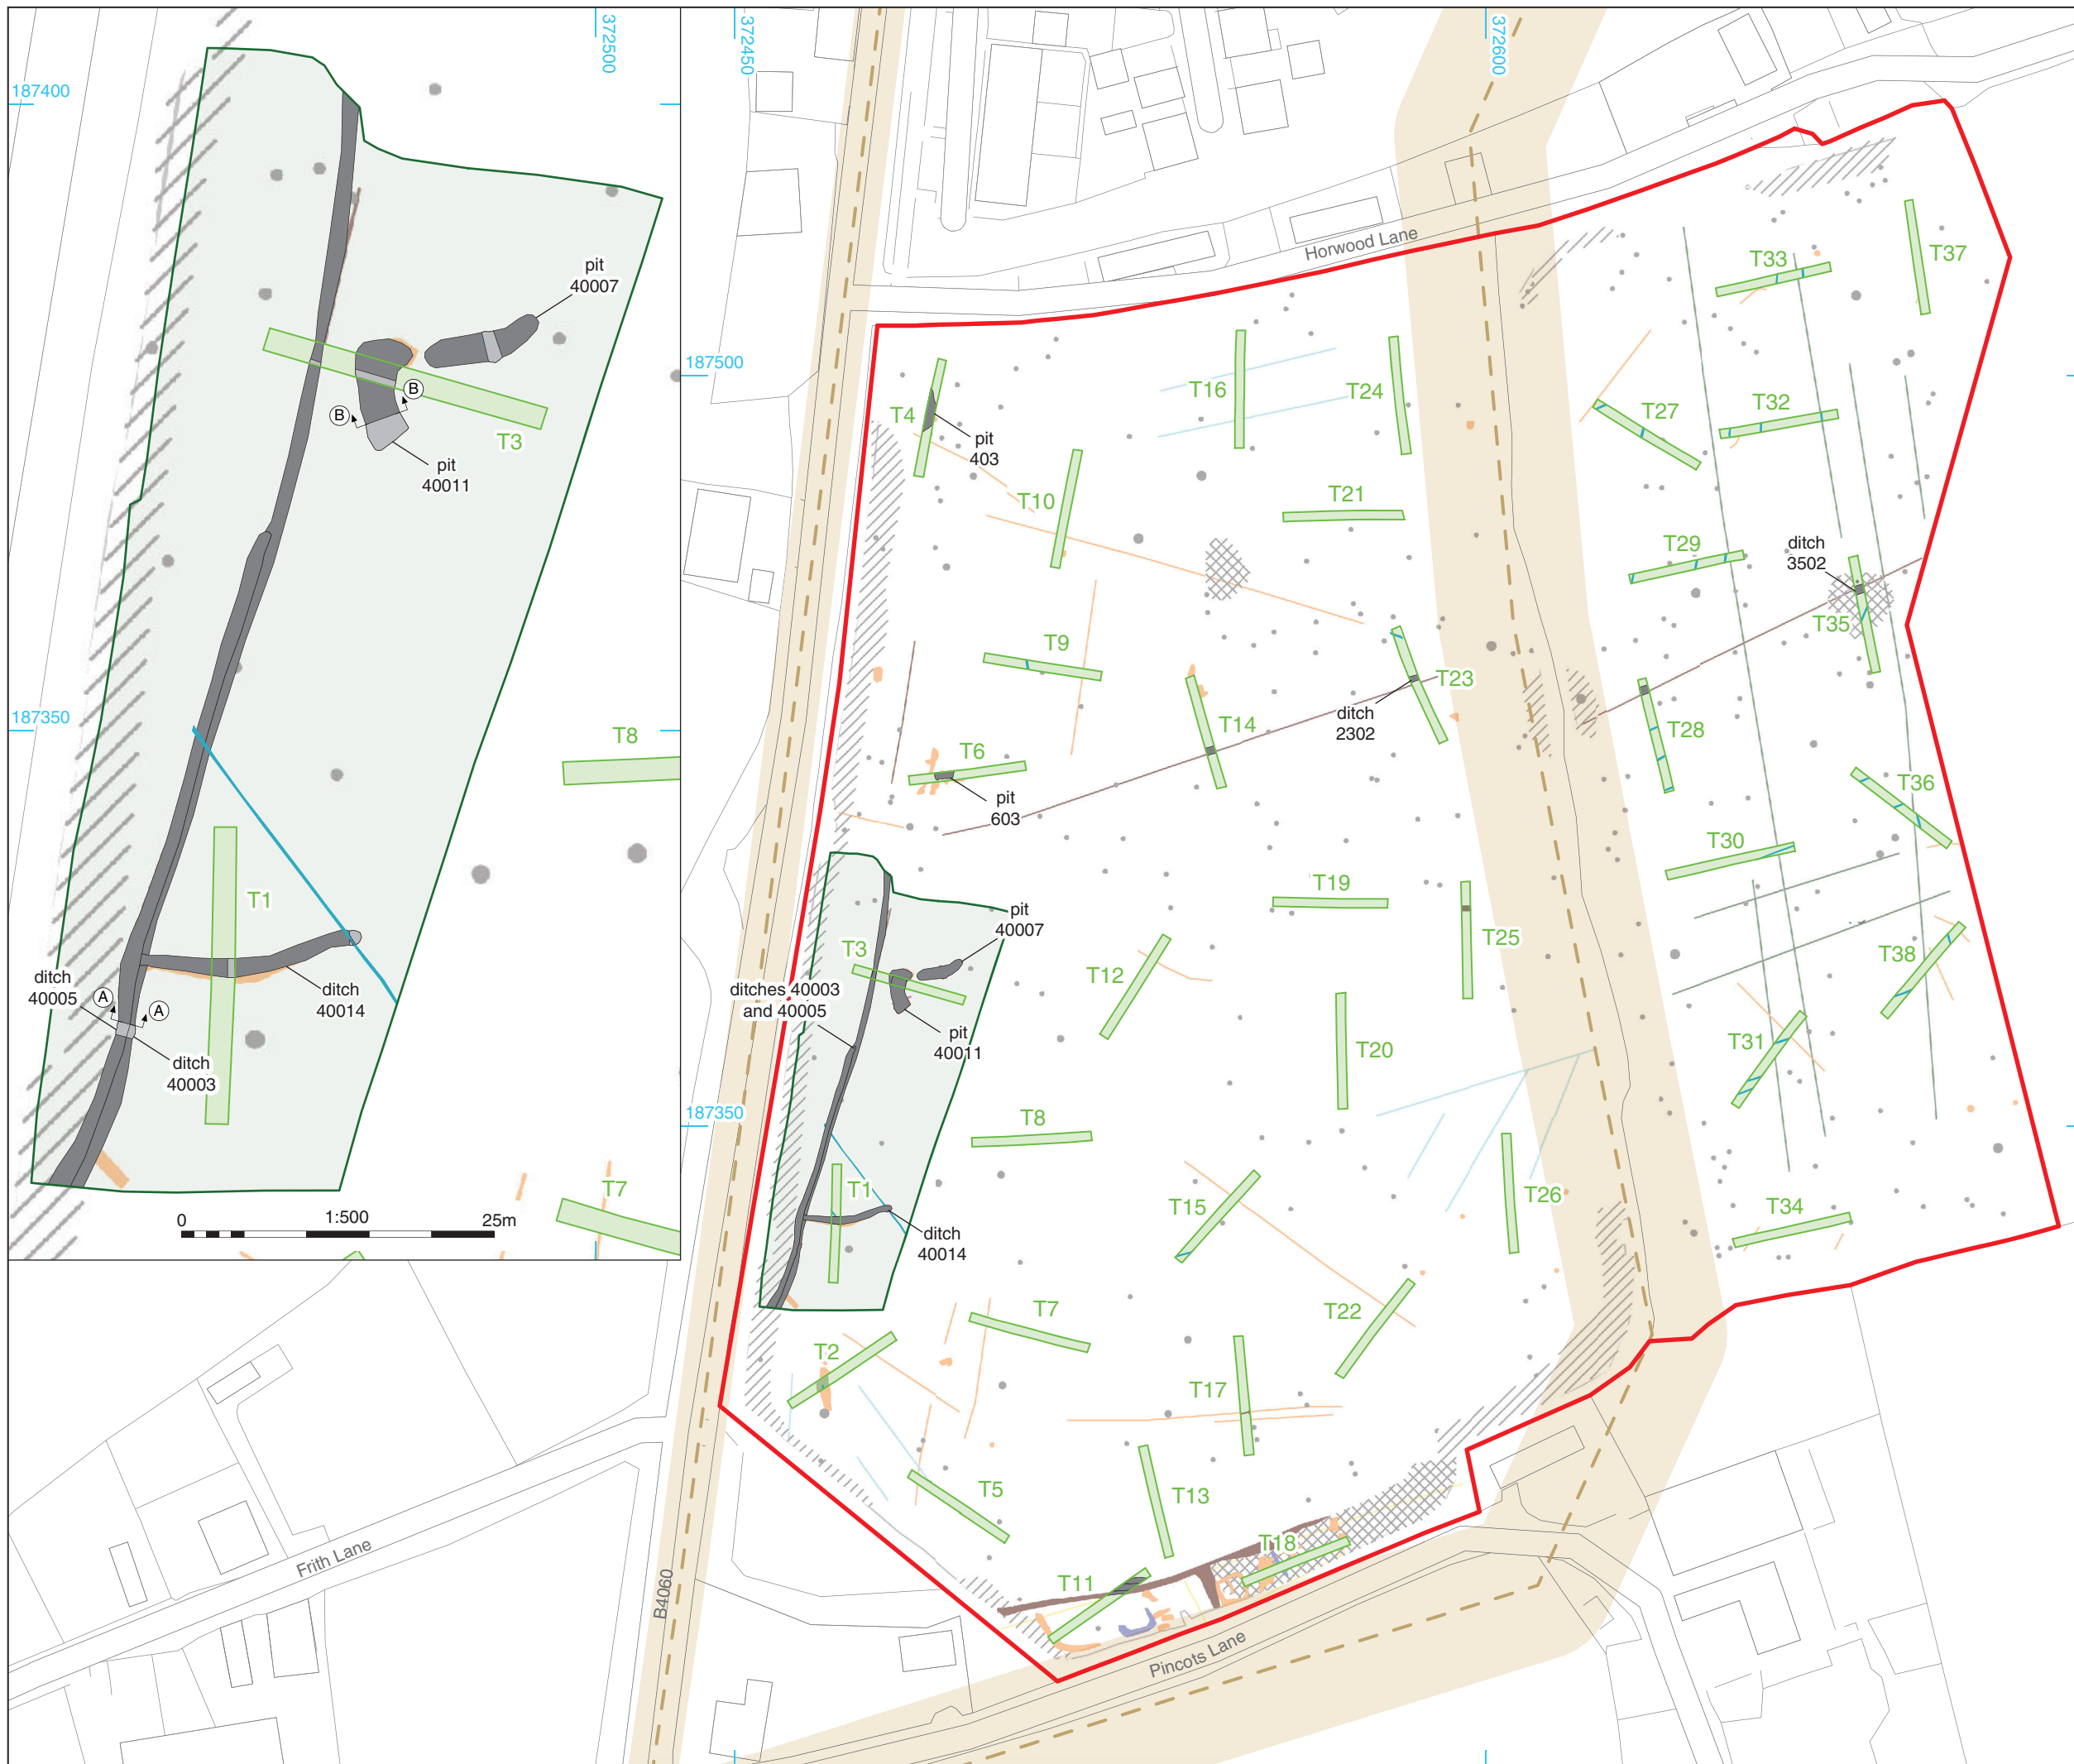 372500
187400
pit
40007
B
B
T3
pit
40011
187350
T8
T1
ditch
40005
A
A
ditch
40014
ditch
40003
T7
0
1:500
25m
372450
372600
Horwood Lane
187500
T33
T37
T4
pit
403
T16
T24
T27
T32
T10
T21
T29
ditch
3502
T35
T9
T23
T14
ditch
2302
T28
T6
pit
603
T36
T30
T19
pit
40007
T3
T25
T38
T12
ditches 40003
and 40005
pit
40011
T20
T31
187350
T8
T1
T15
T26
T34
ditch
40014
T7
T22
T2
T17
T5
T13
T18
T11
Frith Lane
B4060
Pincots Lane